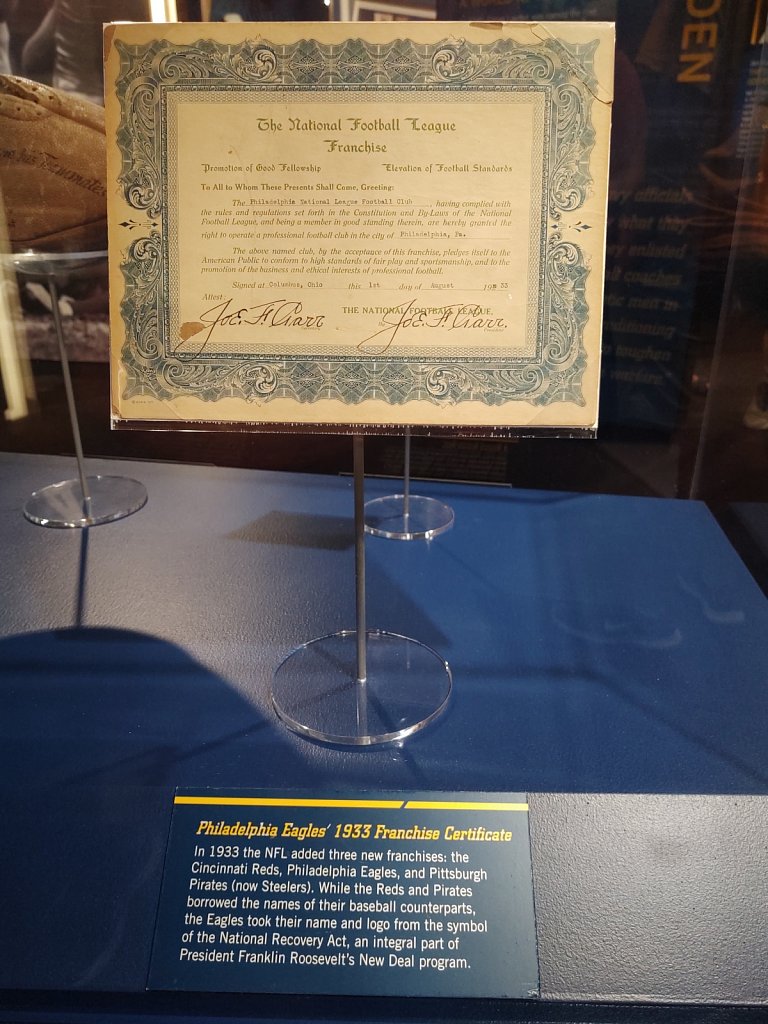 DEN
The National Football League
Franchise
Promotion of Good Fellowship Elevation of Football Standards
To All to Whom These Presents Shall Come, Greeting:
The Philadelphia National League Football Club, having complied with
the rules and regulations set forth in the Constitution and By-Laws of the National
Football League, and being a member in good standing therein, are hereby granted the
right to operate a professional football club in the city of Philadelphia, Pa.
The above named club, by the acceptance of this franchise, pledges itself to the
American Public to conform to high standards of fair play and sportsmanship, and to the
promotion of the business and ethical interests of professional football.
Signed at Columbus, Ohio this 1st day of August 1933
Attest:
THE NATIONAL FOOTBALL LEAGUE,
Joe. F. Carr By Joe. F. Carr.
Secretary President
Philadelphia Eagles' 1933 Franchise Certificate
In 1933 the NFL added three new franchises: the
Cincinnati Reds, Philadelphia Eagles, and Pittsburgh
Pirates (now Steelers). While the Reds and Pirates
borrowed the names of their baseball counterparts,
the Eagles took their name and logo from the symbol
of the National Recovery Act, an integral part of
President Franklin Roosevelt's New Deal program.